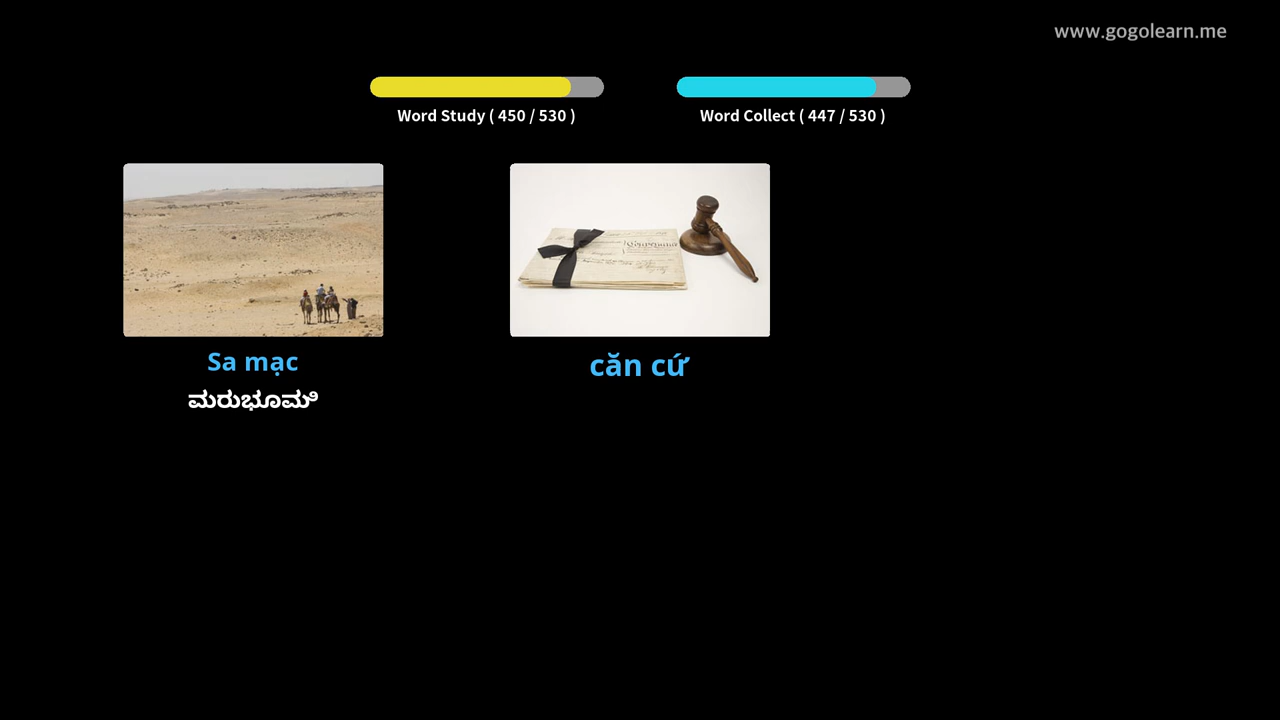 www.gogolearn.me
Word Study ( 450 / 530 )
Word Collect ( 447 / 530 )
Sa mạc
ಮರುಭೂಮಿ
căn cứ